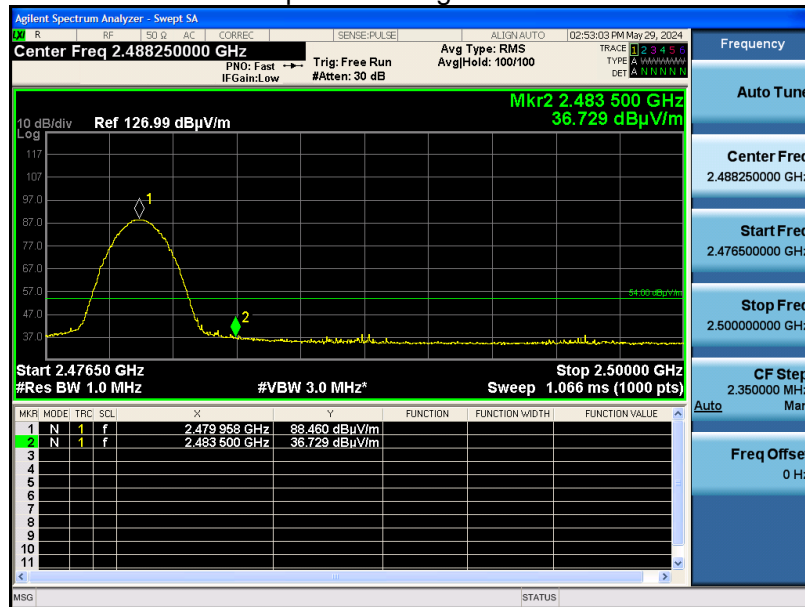 Agilent Spectrum Analyzer - Swept SA
LXI R RF 50 Ω AC CORREC SENSE:PULSE ALIGN AUTO 02:53:03 PM May 29, 2024
Center Freq 2.488250000 GHz
PNO: Fast
IFGain:Low
Trig: Free Run
#Atten: 30 dB
Avg Type: RMS
Avg|Hold: 100/100
TRACE 1 2 3 4 5 6
TYPE A WWWWW
DET A N N N N N
Mkr2 2.483 500 GHz
36.729 dBµV/m
10 dB/div Ref 126.99 dBµV/m
Log
117
107
97.0
87.0
77.0
67.0
57.0
47.0
37.0
1
2
54.00 dBµV/m
Start 2.47650 GHz Stop 2.50000 GHz
#Res BW 1.0 MHz #VBW 3.0 MHz* Sweep 1.066 ms (1000 pts)
MKR MODE TRC SCL X Y FUNCTION FUNCTION WIDTH FUNCTION VALUE
1 N 1 f 2.479 958 GHz 88.460 dBµV/m
2 N 1 f 2.483 500 GHz 36.729 dBµV/m
3
4
5
6
7
8
9
10
11
MSG STATUS
Frequency
Auto Tune
Center Freq
2.488250000 GHz
Start Freq
2.476500000 GHz
Stop Freq
2.500000000 GHz
CF Step
2.350000 MHz
Auto Man
Freq Offset
0 Hz